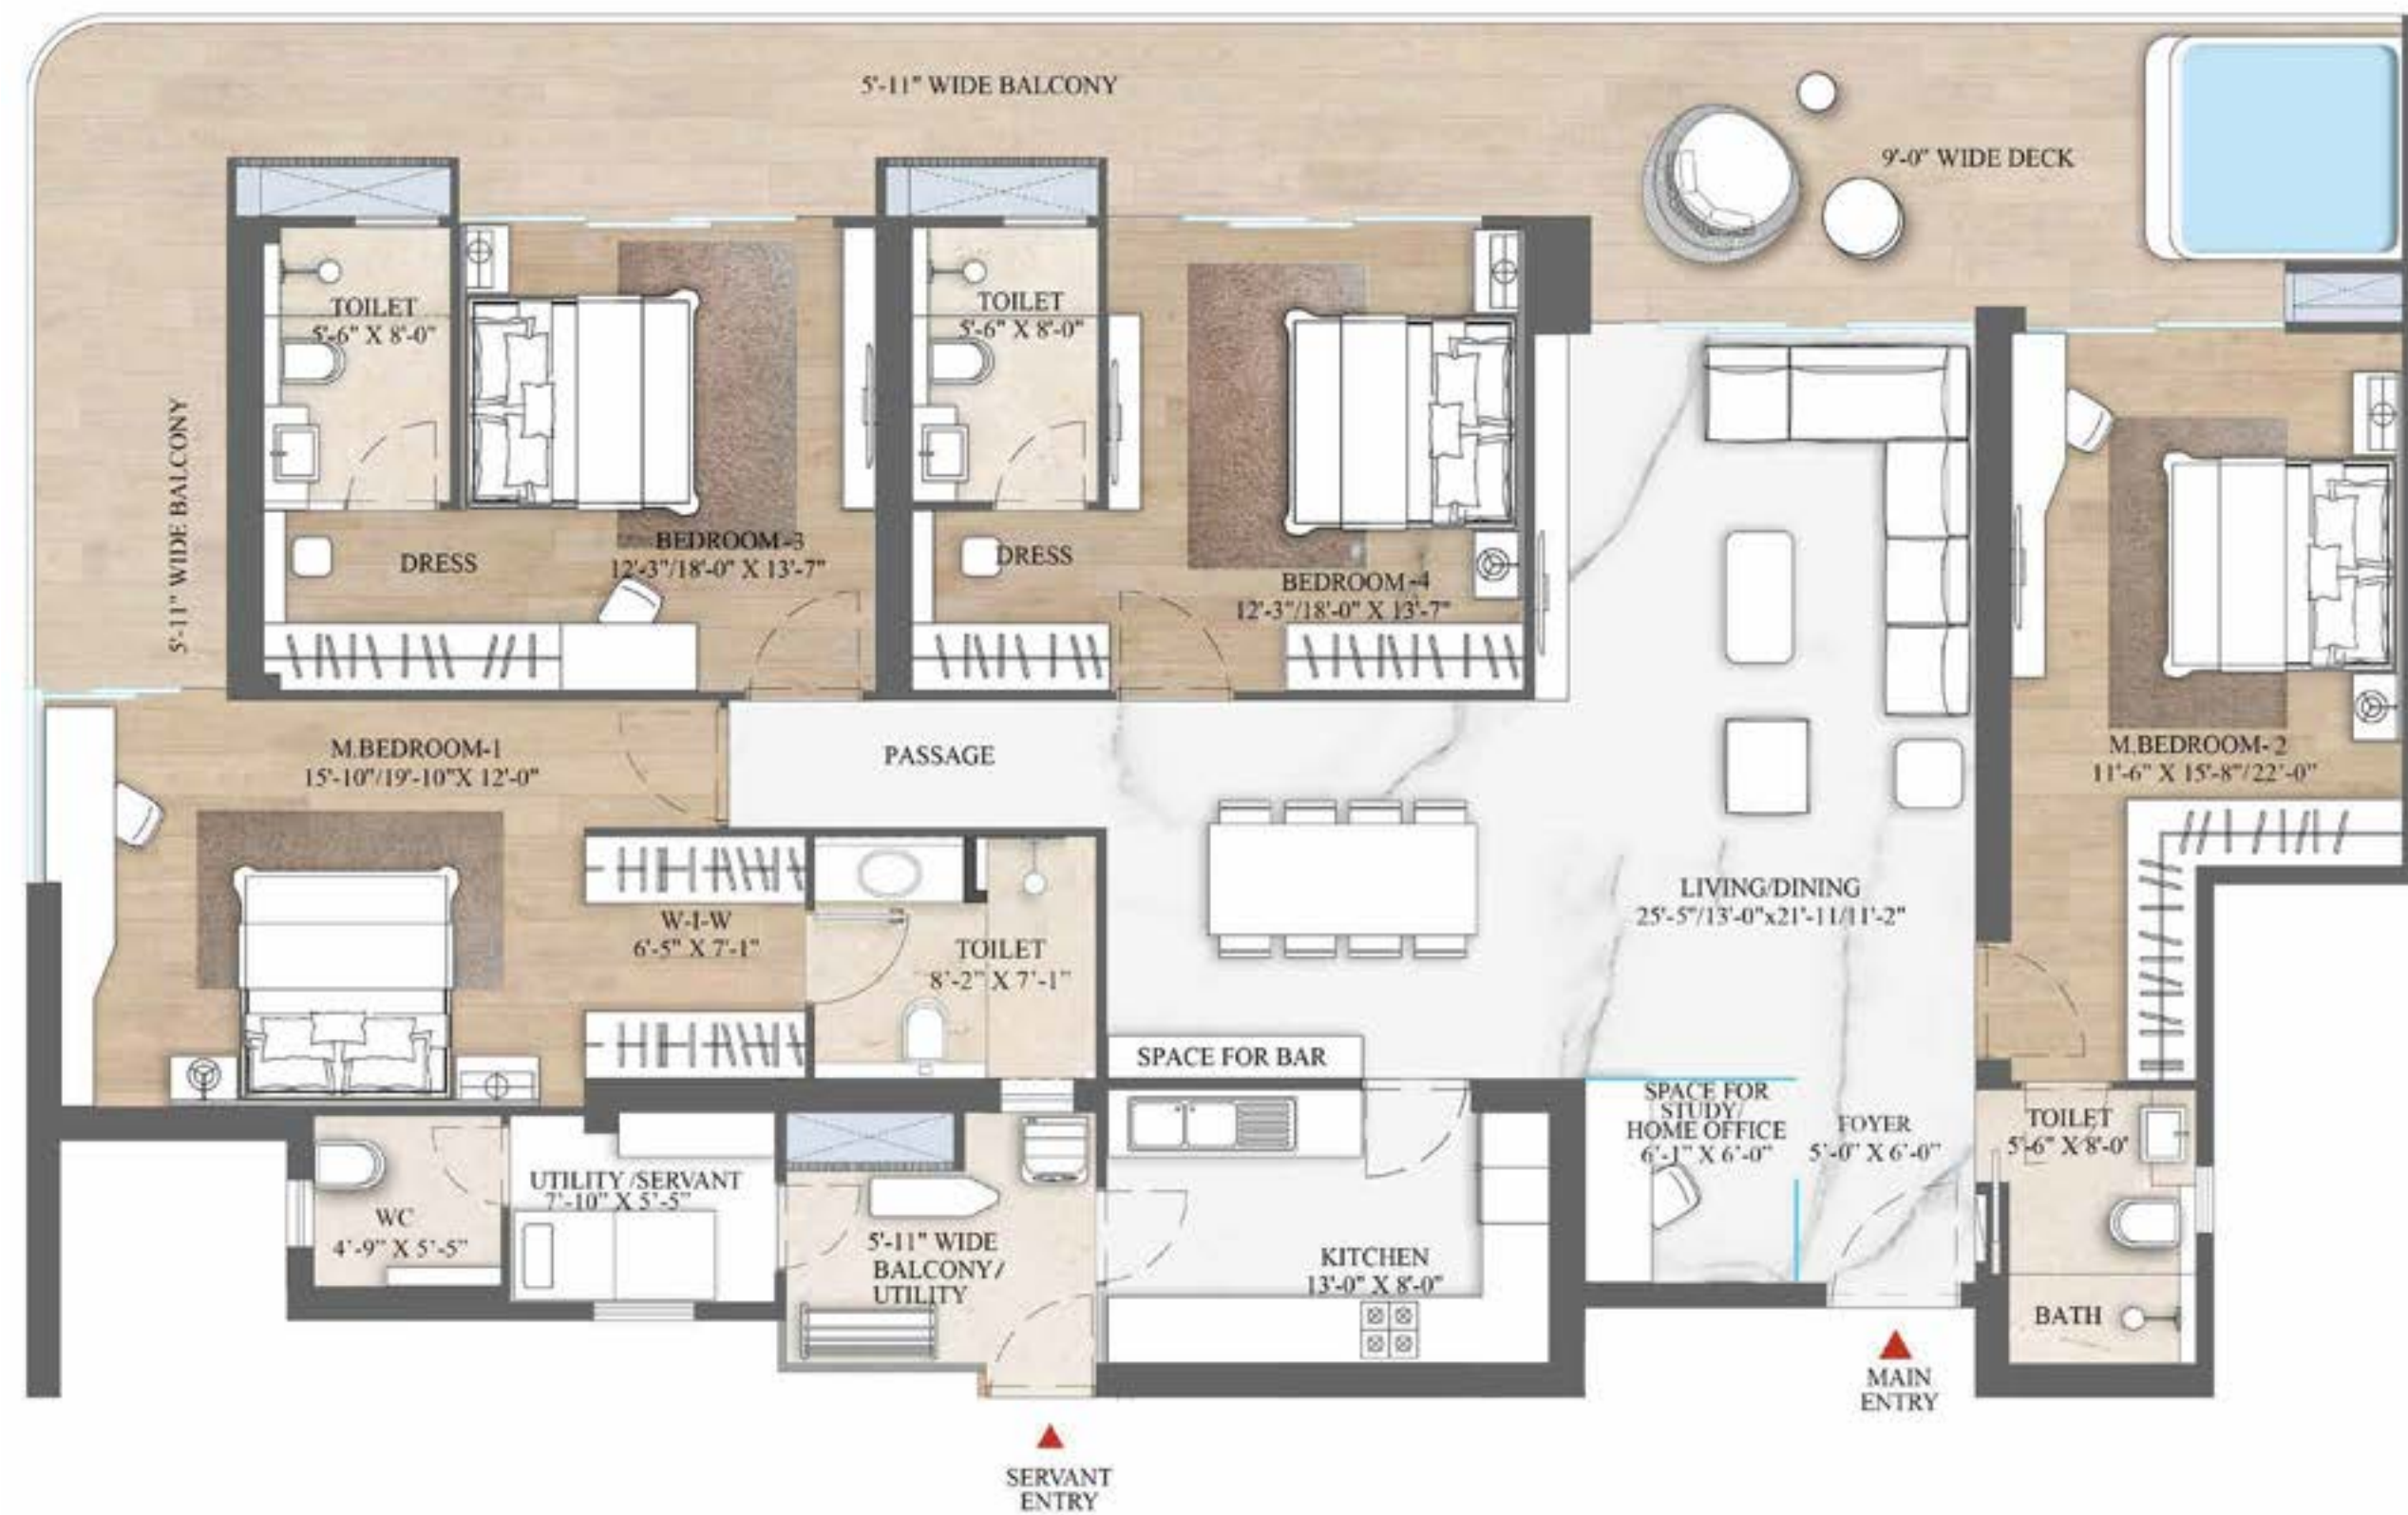 5'-11" WIDE BALCONY
9'-0" WIDE DECK
5'-11" WIDE BALCONY
TOILET
5'-6" X 8'-0"
DRESS
BEDROOM-3
12'-3"/18'-0" X 13'-7"
TOILET
5'-6" X 8'-0"
DRESS
BEDROOM-4
12'-3"/18'-0" X 13'-7"
M.BEDROOM-1
15'-10"/19'-10"X 12'-0"
PASSAGE
M.BEDROOM- 2
11'-6" X 15'-8"/22'-0"
W-I-W
6'-5" X 7'-1"
TOILET
8'-2" X 7'-1"
LIVING/DINING
25'-5"/13'-0"x21'-11/11'-2"
SPACE FOR BAR
SPACE FOR
STUDY/
HOME OFFICE
6'-1" X 6'-0"
FOYER
5'-0" X 6'-0"
TOILET
5'-6" X 8'-0'
BATH
WC
4'-9" X 5'-5"
UTILITY /SERVANT
7'-10" X 5'-5"
5'-11" WIDE
BALCONY/
UTILITY
KITCHEN
13'-0" X 8'-0"
MAIN
ENTRY
SERVANT
ENTRY